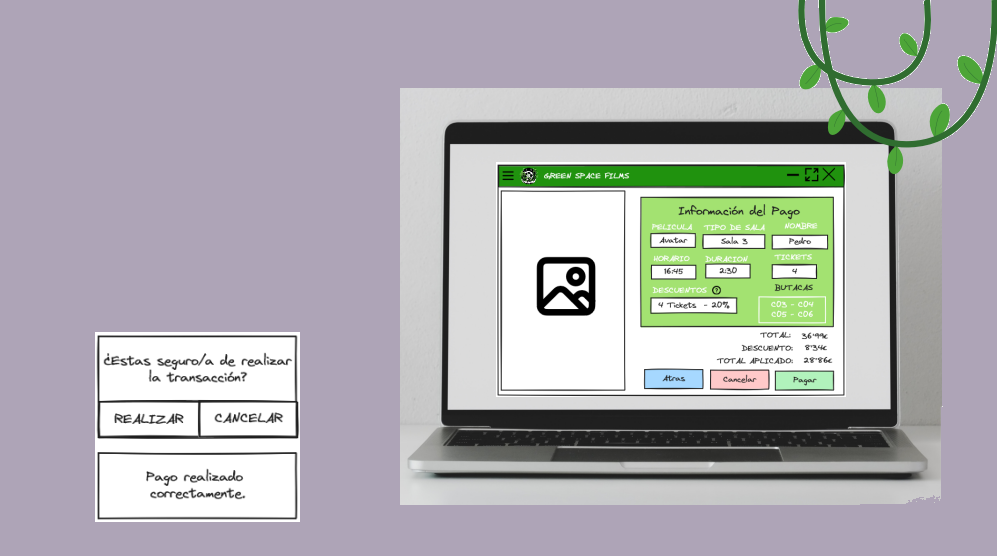 GREEN SPACE FILMS
Información del Pago
PELICULA TIPO DE SALA NOMBRE
Avatar Sala 3 Pedro
HORARIO DURACION TICKETS
16:45 2:30 4
DESCUENTOS ? BUTACAS
4 Tickets - 20% C03 - C04
C05 - C06
TOTAL: 36'99€
DESCUENTO: 8'34€
TOTAL APLICADO: 28'86€
Atras Cancelar Pagar
¿Estas seguro/a de realizar
la transacción?
REALIZAR CANCELAR
Pago realizado
correctamente.